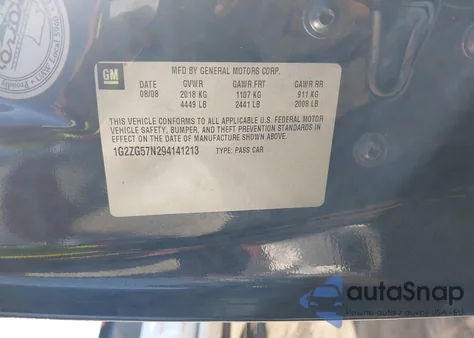 GM
MFD BY GENERAL MOTORS CORP.
DATE GVWR GAWR FRT GAWR RR
08/08 2018 KG 1107 KG 911 KG
4449 LB 2441 LB 2008 LB
THIS VEHICLE CONFORMS TO ALL APPLICABLE U.S. FEDERAL MOTOR
VEHICLE SAFETY, BUMPER, AND THEFT PREVENTION STANDARDS IN
EFFECT ON THE DATE OF MANUFACTURE SHOWN ABOVE.
1G2ZG57N294141213 TYPE: PASS CAR
autoSnap